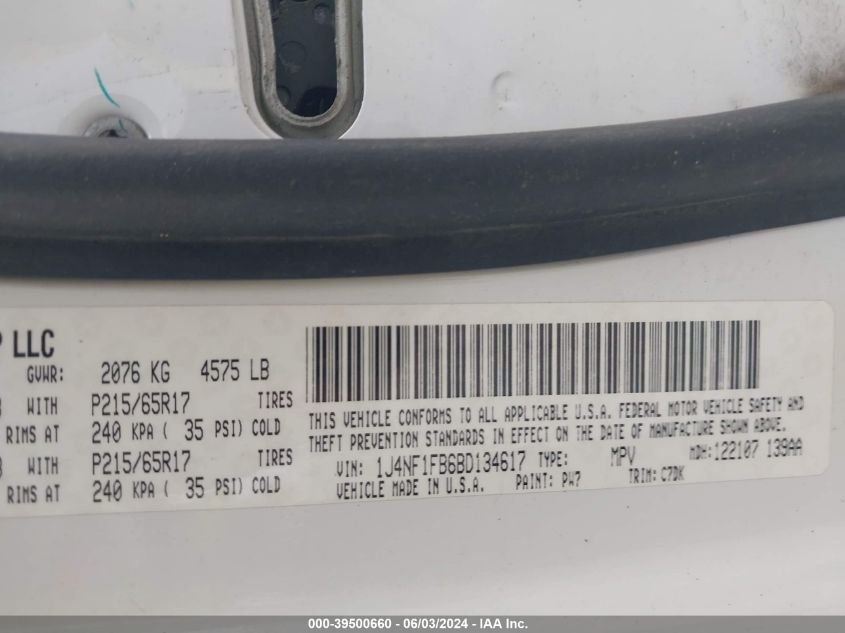 LLC
GVWR: 2076 KG 4575 LB
WITH P215/65R17 TIRES
RIMS AT 240 KPA ( 35 PSI) COLD
WITH P215/65R17 TIRES
RIMS AT 240 KPA ( 35 PSI) COLD
THIS VEHICLE CONFORMS TO ALL APPLICABLE U.S.A. FEDERAL MOTOR VEHICLE SAFETY AND
THEFT PREVENTION STANDARDS IN EFFECT ON THE DATE OF MANUFACTURE SHOWN ABOVE.
VIN: 1J4NF1FB6BD134617 TYPE: MPV MDH:122107 139AA
VEHICLE MADE IN U.S.A. PAINT: PW7 TRIM: C7DK
000-39500660 - 06/03/2024 - IAA Inc.